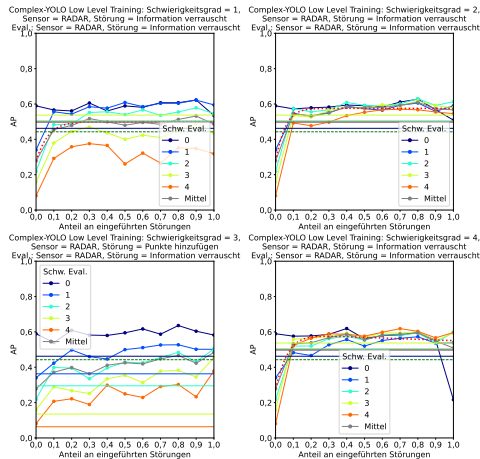 Complex-YOLO Low Level Training: Schwierigkeitsgrad = 1,
Sensor = RADAR, Störung = Information verrauscht
Eval.: Sensor = RADAR, Störung = Information verrauscht
1,0
0,8
0,6
0,4
0,2
0,0
AP
Schw. Eval.
0
1
2
3
4
Mittel
0,0 0,1 0,2 0,3 0,4 0,5 0,6 0,7 0,8 0,9 1,0
Anteil an eingeführten Störungen
Complex-YOLO Low Level Training: Schwierigkeitsgrad = 2,
Sensor = RADAR, Störung = Information verrauscht
Eval.: Sensor = RADAR, Störung = Information verrauscht
1,0
0,8
0,6
0,4
0,2
0,0
AP
Schw. Eval.
0
1
2
3
4
Mittel
0,0 0,1 0,2 0,3 0,4 0,5 0,6 0,7 0,8 0,9 1,0
Anteil an eingeführten Störungen
Complex-YOLO Low Level Training: Schwierigkeitsgrad = 3,
Sensor = RADAR, Störung = Punkte hinzufügen
Eval.: Sensor = RADAR, Störung = Information verrauscht
1,0
0,8
0,6
0,4
0,2
0,0
AP
Schw. Eval.
0
1
2
3
4
Mittel
0,0 0,1 0,2 0,3 0,4 0,5 0,6 0,7 0,8 0,9 1,0
Anteil an eingeführten Störungen
Complex-YOLO Low Level Training: Schwierigkeitsgrad = 4,
Sensor = RADAR, Störung = Information verrauscht
Eval.: Sensor = RADAR, Störung = Information verrauscht
1,0
0,8
0,6
0,4
0,2
0,0
AP
Schw. Eval.
0
1
2
3
4
Mittel
0,0 0,1 0,2 0,3 0,4 0,5 0,6 0,7 0,8 0,9 1,0
Anteil an eingeführten Störungen